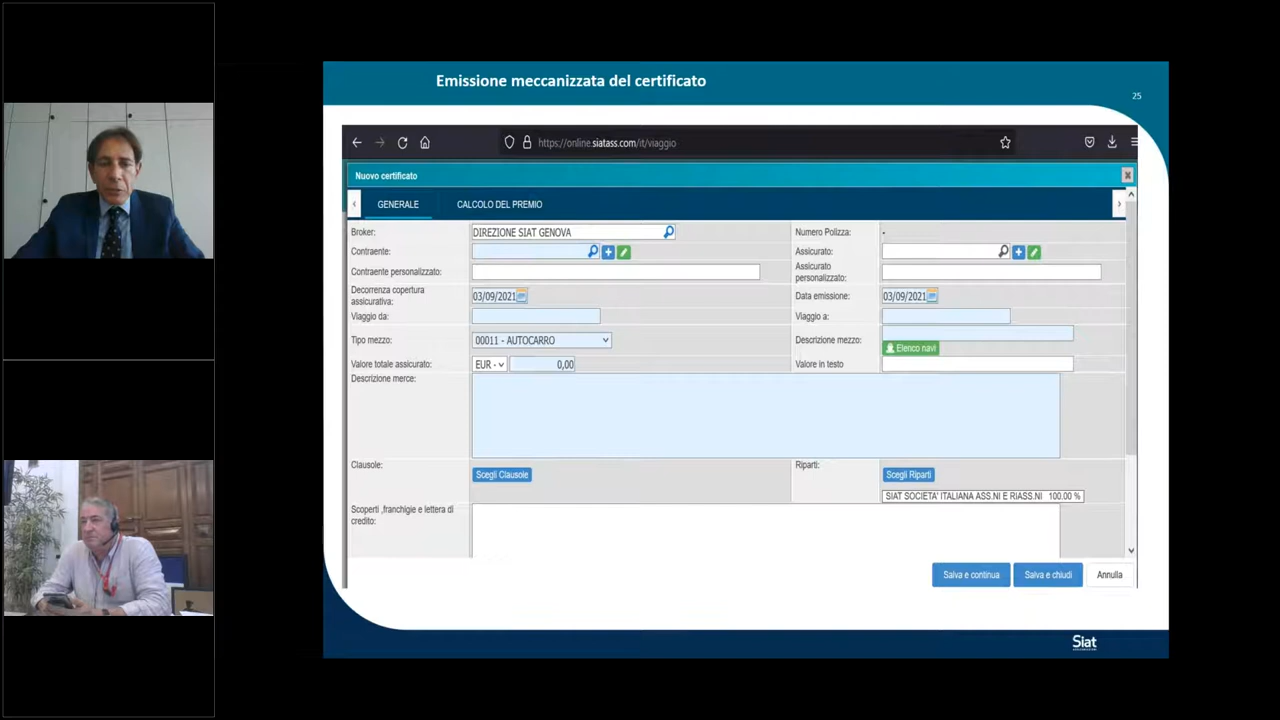 Emissione meccanizzata del certificato
25
https://online.siatass.com/it/viaggio
Nuovo certificato
GENERALE CALCOLO DEL PREMIO
Broker: DIREZIONE SIAT GENOVA Numero Polizza: -
Contraente: Assicurato:
Contraente personalizzato: Assicurato personalizzato:
Decorrenza copertura assicurativa: 03/09/2021 Data emissione: 03/09/2021
Viaggio da: Viaggio a:
Tipo mezzo: 00011 - AUTOCARRO Descrizione mezzo:
Elenco navi
Valore totale assicurato: EUR - 0,00 Valore in testo
Descrizione merce:
Clausole: Scegli Clausole Riparti: Scegli Riparti
SIAT SOCIETA' ITALIANA ASS.NI E RIASS.NI 100.00 %
Scoperti ,franchigie e lettera di credito:
Salva e continua Salva e chiudi Annulla
Siat